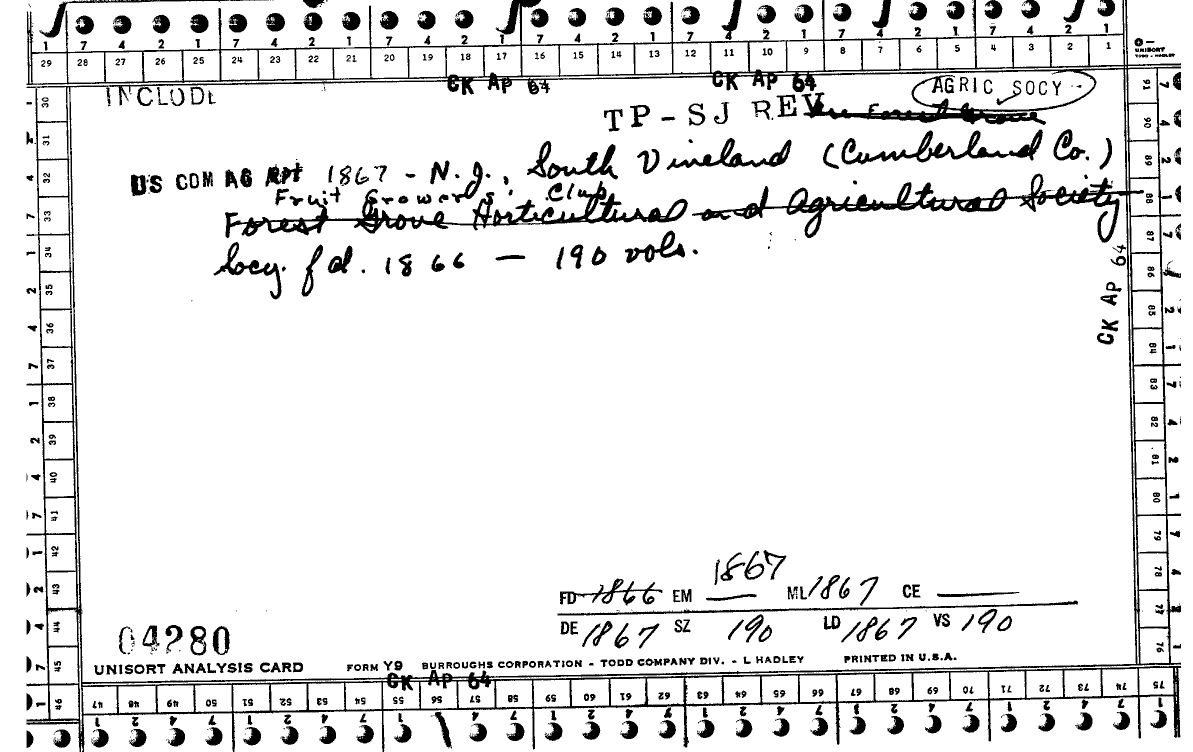 7 4 2 1 7 4 2 1 7 4 2 1 7 4 2 1 7 4 2 1 7 4 2 1
29 28 27 26 25 24 23 22 21 20 19 18 17 16 15 14 13 12 11 10 9 8 7 6 5 4 3 2 1
UNISORT
TODD - HADLEY
CK Ap 64 CK Ap 64
INCLUDE
AGRIC SOCY
TP-SJ REV Forest Grove
US COM AG Rpt 1867 - N.J., South Vineland (Cumberland Co.)
Fruit Growers' Club
Forest Grove Horticultural and Agricultural Society
Socy. fd. 1866 — 190 vols.
CK Ap 64
30 31 32 33 34 35 36 37 38 39 40 41 42 43 44 45 46
91 90 89 88 87 86 85 84 83 82 81 80 79 78 77 76
1867
FD 1866 EM ML 1867 CE
DE 1867 SZ 190 LD 1867 VS 190
04280
UNISORT ANALYSIS CARD FORM Y9 BURROUGHS CORPORATION - TODD COMPANY DIV. - L HADLEY PRINTED IN U.S.A.
CK Ap 64
47 48 49 50 51 52 53 54 55 56 57 58 59 60 61 62 63 64 65 66 67 68 69 70 71 72 73 74 75